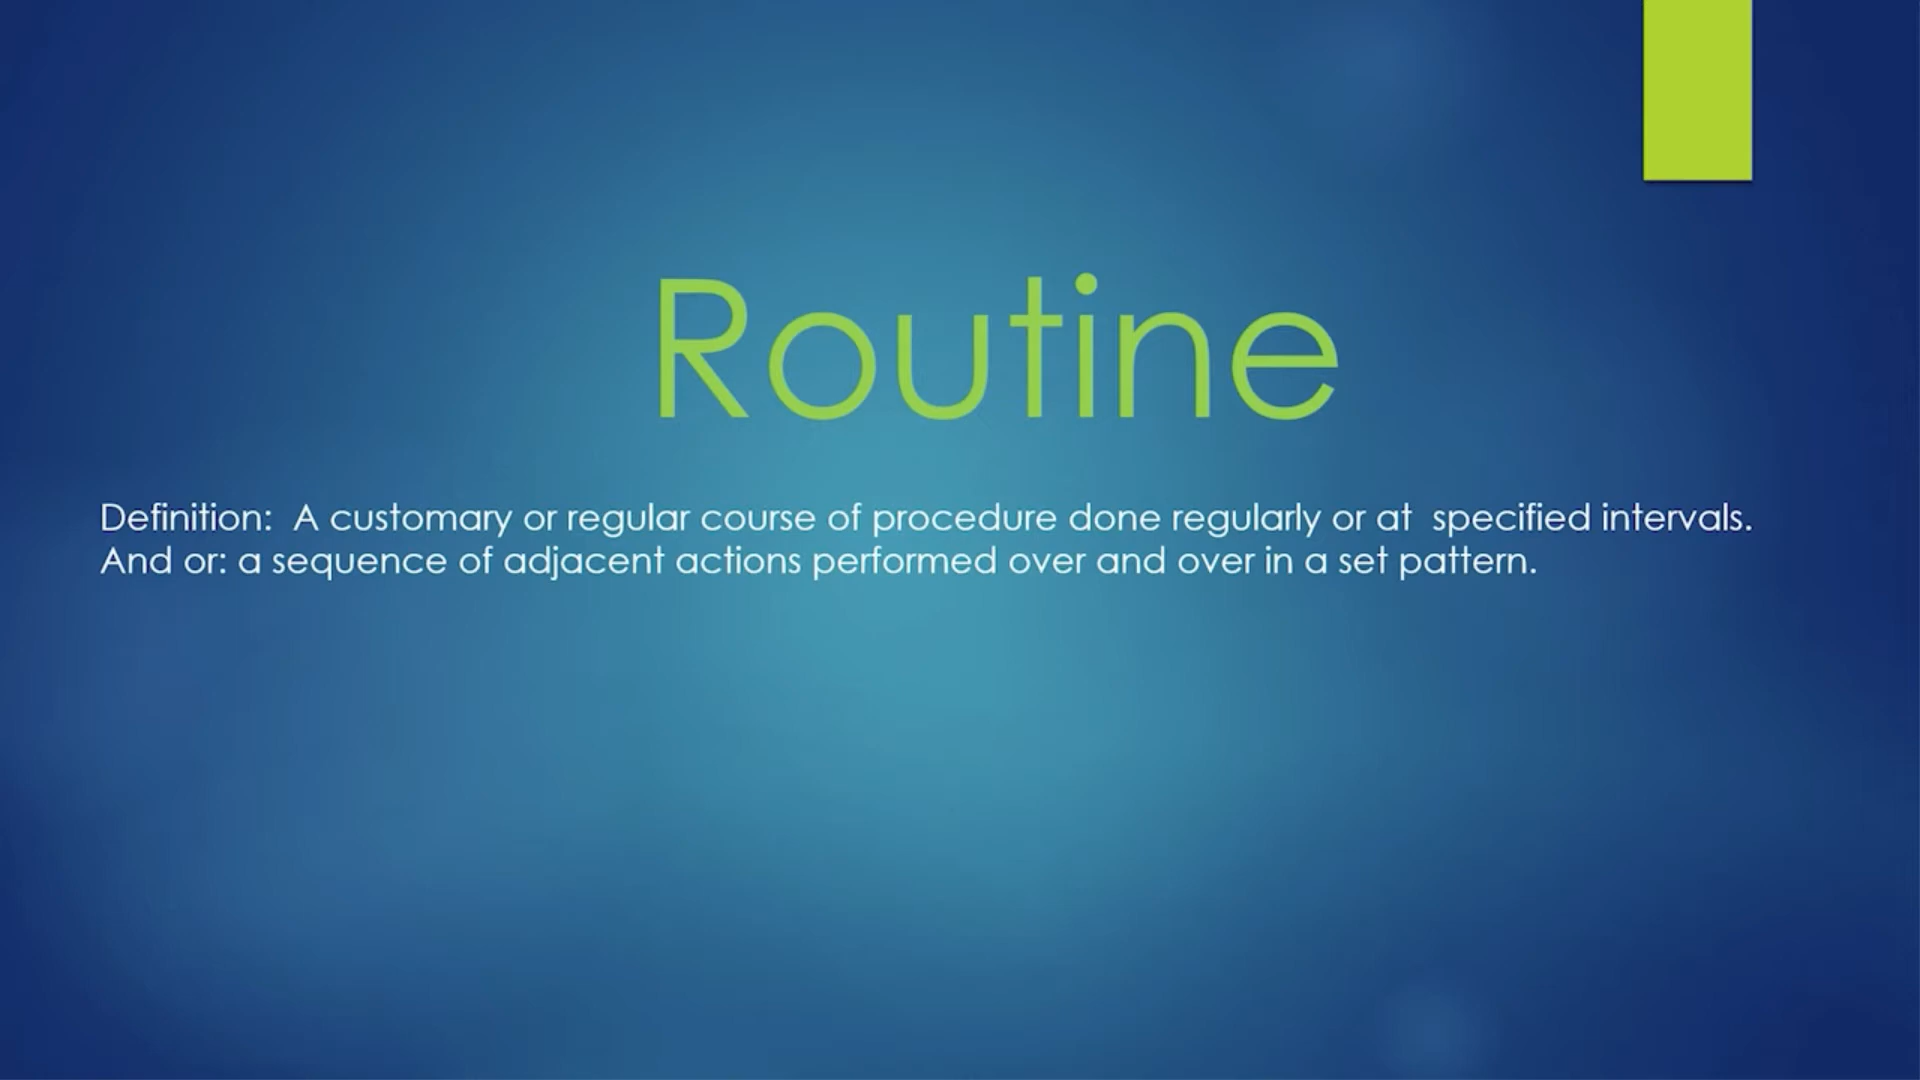 Routine
Definition:  A customary or regular course of procedure done regularly or at  specified intervals.
And or: a sequence of adjacent actions performed over and over in a set pattern.